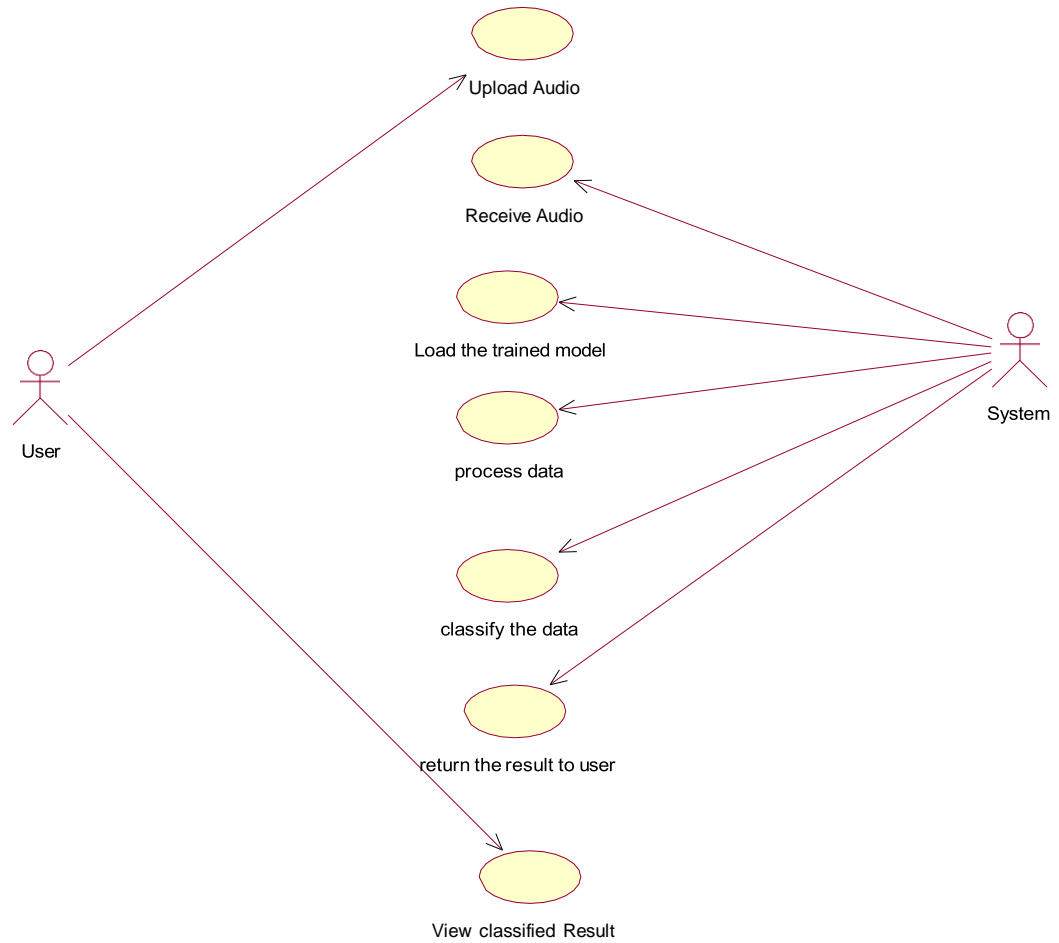 Upload Audio
Receive Audio
Load the trained model
System
User
process data
classify the data
return the result to user
View classified Result